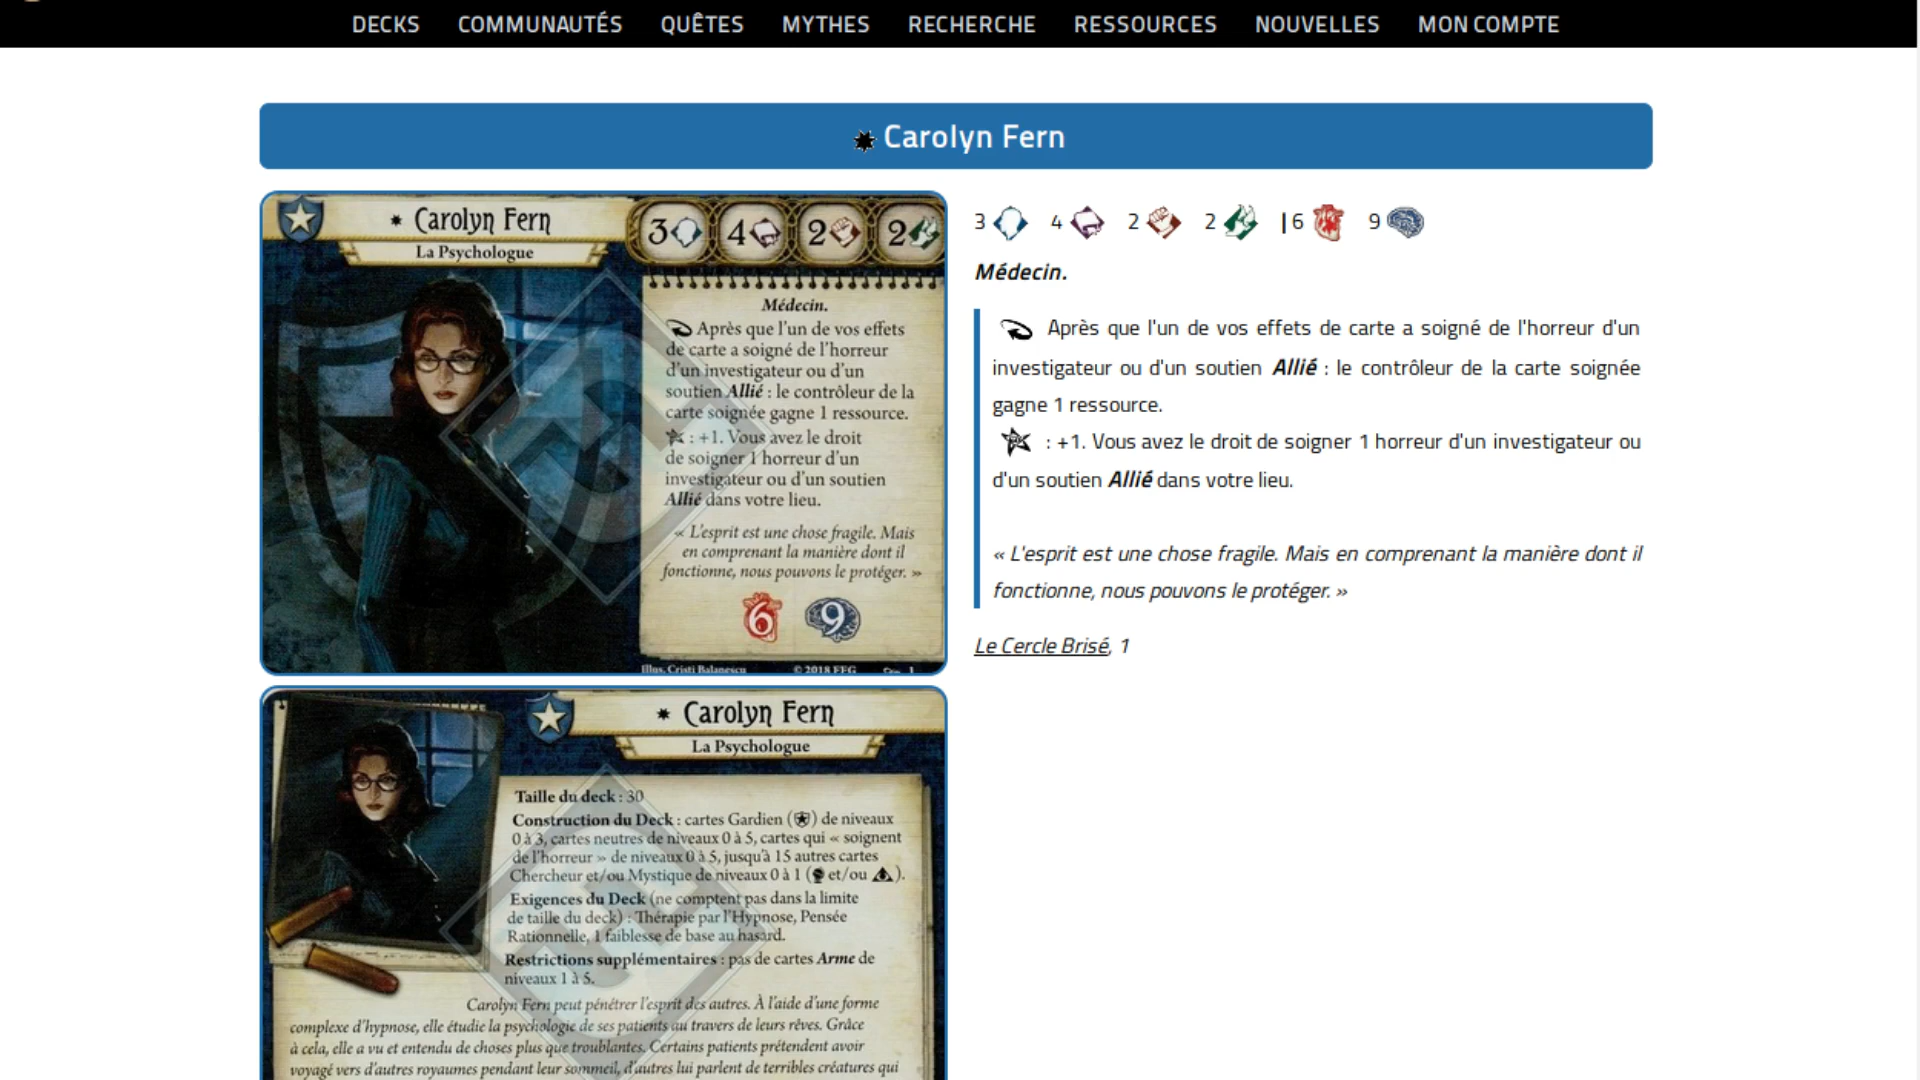 DECKS COMMUNAUTÉS QUÊTES MYTHES RECHERCHE RESSOURCES NOUVELLES MON COMPTE
Carolyn Fern
Carolyn Fern
La Psychologue
3 4 2 2
Médecin.
Après que l'un de vos effets
de carte a soigné de l'horreur
d'un investigateur ou d'un
soutien Allié : le contrôleur de la
carte soignée gagne 1 ressource.
: +1. Vous avez le droit
de soigner 1 horreur d'un
investigateur ou d'un soutien
Allié dans votre lieu.
« L'esprit est une chose fragile. Mais
en comprenant la manière dont il
fonctionne, nous pouvons le protéger. »
6 9
Illus. Cristi Balanescu © 2018 FFG 1
3 4 2 2 | 6 9
Médecin.
Après que l'un de vos effets de carte a soigné de l'horreur d'un
investigateur ou d'un soutien Allié : le contrôleur de la carte soignée
gagne 1 ressource.
: +1. Vous avez le droit de soigner 1 horreur d'un investigateur ou
d'un soutien Allié dans votre lieu.
« L'esprit est une chose fragile. Mais en comprenant la manière dont il
fonctionne, nous pouvons le protéger. »
Le Cercle Brisé, 1
Carolyn Fern
La Psychologue
Taille du deck : 30
Construction du Deck : cartes Gardien () de niveaux
0 à 3, cartes neutres de niveaux 0 à 5, cartes qui « soignent
de l'horreur » de niveaux 0 à 5, jusqu'à 15 autres cartes
Chercheur et/ou Mystique de niveaux 0 à 1 ( et/ou ).
Exigences du Deck (ne comptent pas dans la limite
de taille du deck) : Thérapie par l'Hypnose, Pensée
Rationnelle, 1 faiblesse de base au hasard.
Restrictions supplémentaires : pas de cartes Arme de
niveaux 1 à 5.
Carolyn Fern peut pénétrer l'esprit des autres. À l'aide d'une forme
complexe d'hypnose, elle étudie la psychologie de ses patients au travers de leurs rêves. Grâce
à cela, elle a vu et entendu de choses plus que troublantes. Certains patients prétendent avoir
voyagé vers d'autres royaumes pendant leur sommeil, d'autres lui parlent de terribles créatures qui